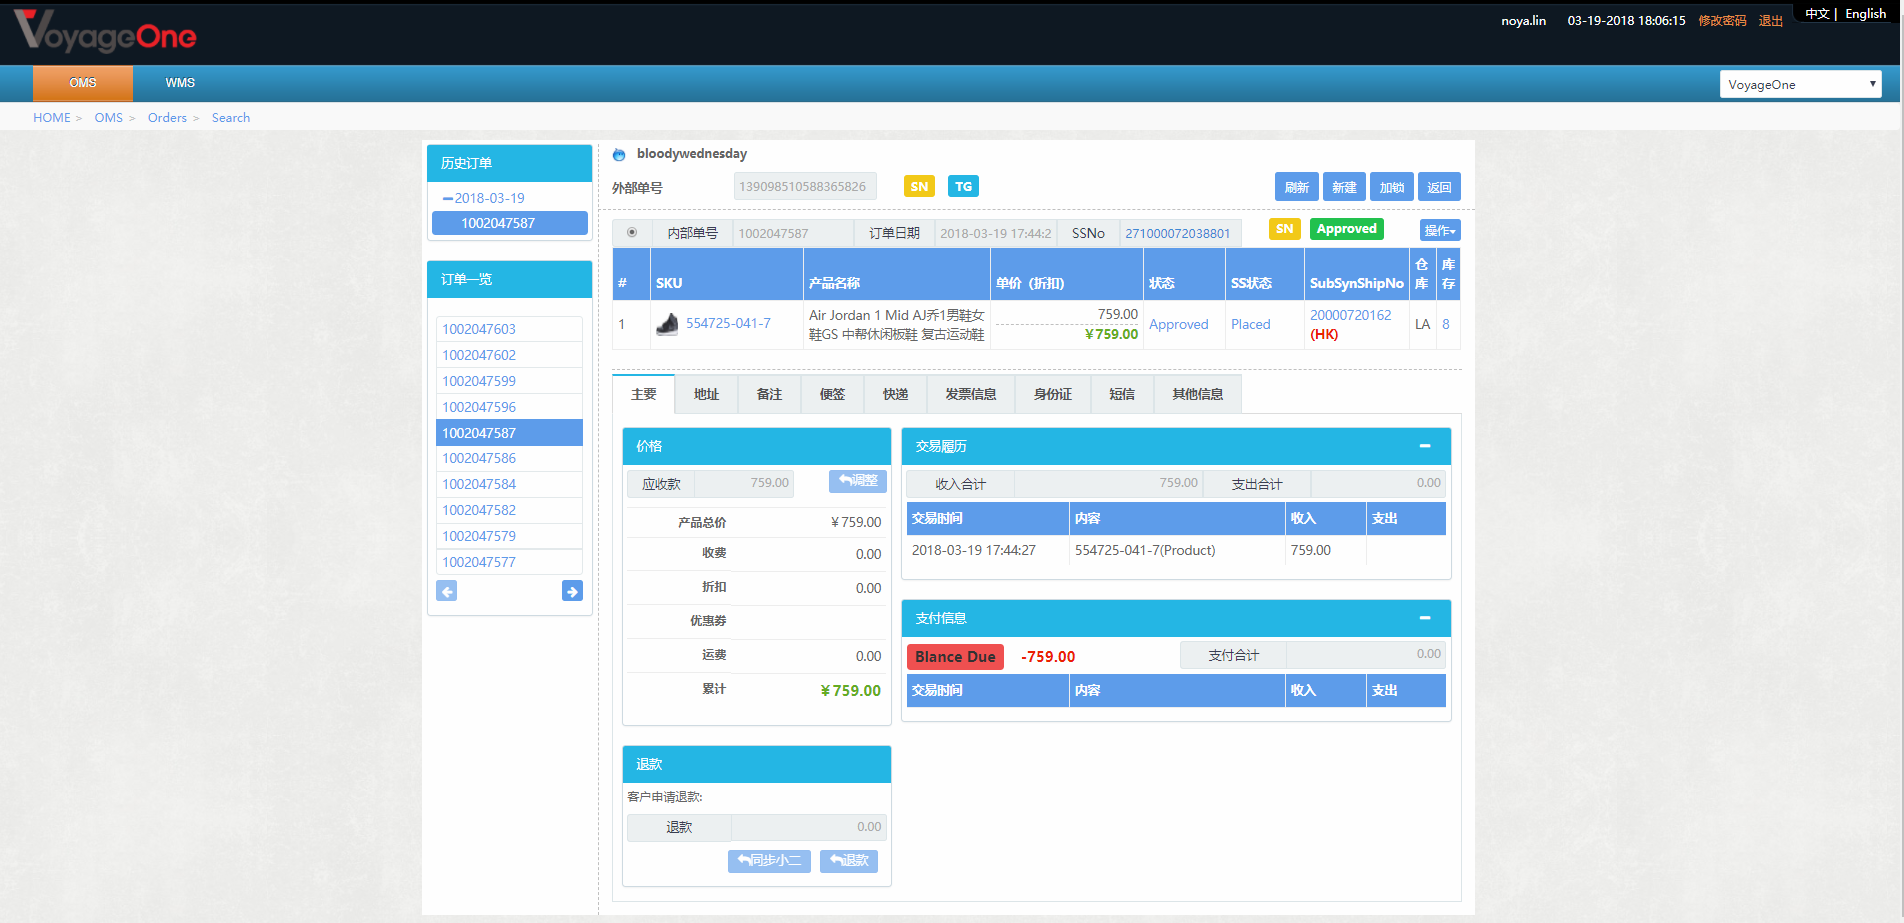 VoyageOne
noya.lin 03-19-2018 18:06:15 修改密码 退出 中文 | English
OMS WMS VoyageOne
HOME > OMS > Orders > Search
历史订单
2018-03-19
1002047587
订单一览
1002047603
1002047602
1002047599
1002047596
1002047587
1002047586
1002047584
1002047582
1002047579
1002047577
bloodywednesday
外部单号 139098510588365826 SN TG 刷新 新建 加锁 返回
内部单号 1002047587 订单日期 2018-03-19 17:44:2 SSNo 271000072038801 SN Approved 操作
# SKU 产品名称 单价（折扣） 状态 SS状态 SubSynShipNo 仓库 库存
1 554725-041-7 Air Jordan 1 Mid AJ乔1男鞋女 759.00 Approved Placed 20000720162 LA 8
鞋GS 中帮休闲板鞋 复古运动鞋 ￥759.00 (HK)
主要 地址 备注 便签 快递 发票信息 身份证 短信 其他信息
价格
应收款 759.00 调整
产品总价 ￥759.00
收费 0.00
折扣 0.00
优惠券
运费 0.00
累计 ￥759.00
退款
客户申请退款:
退款 0.00
同步小二 退款
交易履历
收入合计 759.00 支出合计 0.00
交易时间 内容 收入 支出
2018-03-19 17:44:27 554725-041-7(Product) 759.00
支付信息
Blance Due -759.00 支付合计 0.00
交易时间 内容 收入 支出